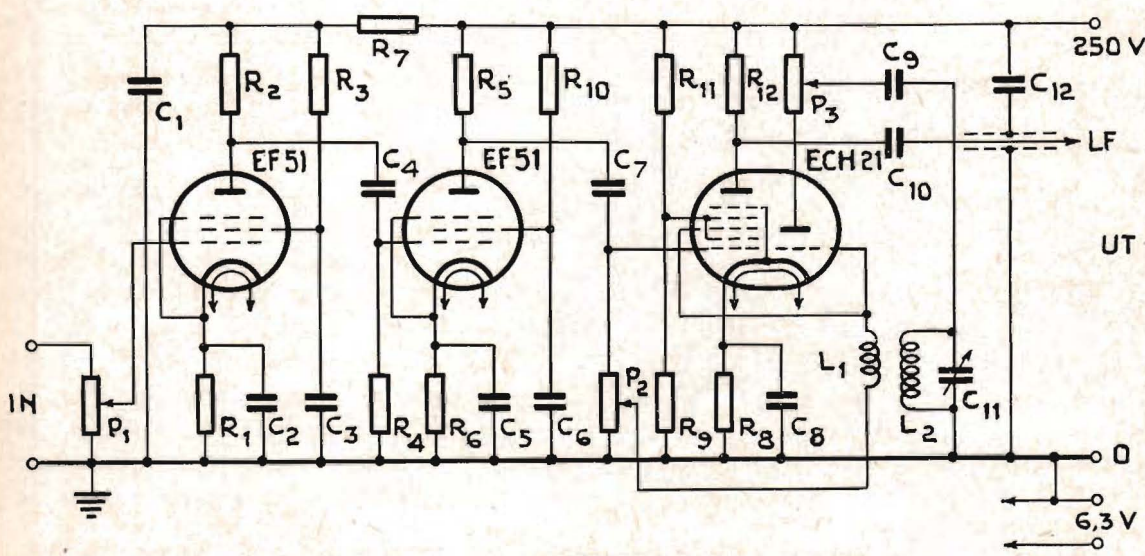 R7
250 V
C1
R2
R3
R5
R10
R11
R12
P3
C9
C12
EF51
C4
EF51
C7
ECH21
C10
LF
UT
IN
P1
R1
C2
C3
R4
R6
C5
C6
P2
R9
R8
C8
L1
L2
C11
0
6,3 V